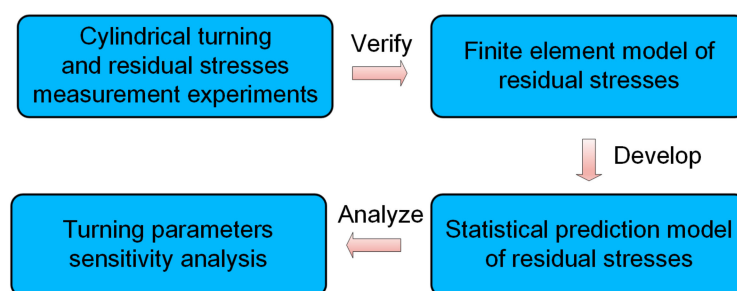 Cylindrical turning
and residual stresses
measurement experiments
Verify
Finite element model of
residual stresses
Develop
Statistical prediction model
of residual stresses
Analyze
Turning parameters
sensitivity analysis